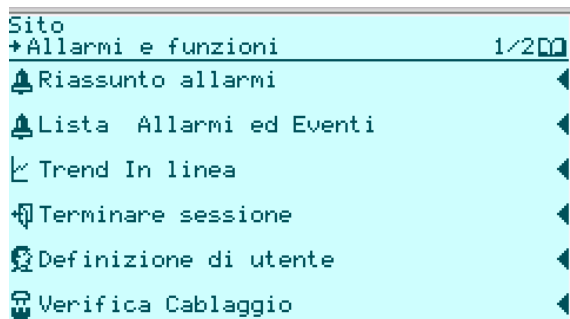 Sito
Allarmi e funzioni 1/2
Riassunto allarmi
Lista Allarmi ed Eventi
Trend In linea
Terminare sessione
Definizione di utente
Verifica Cablaggio